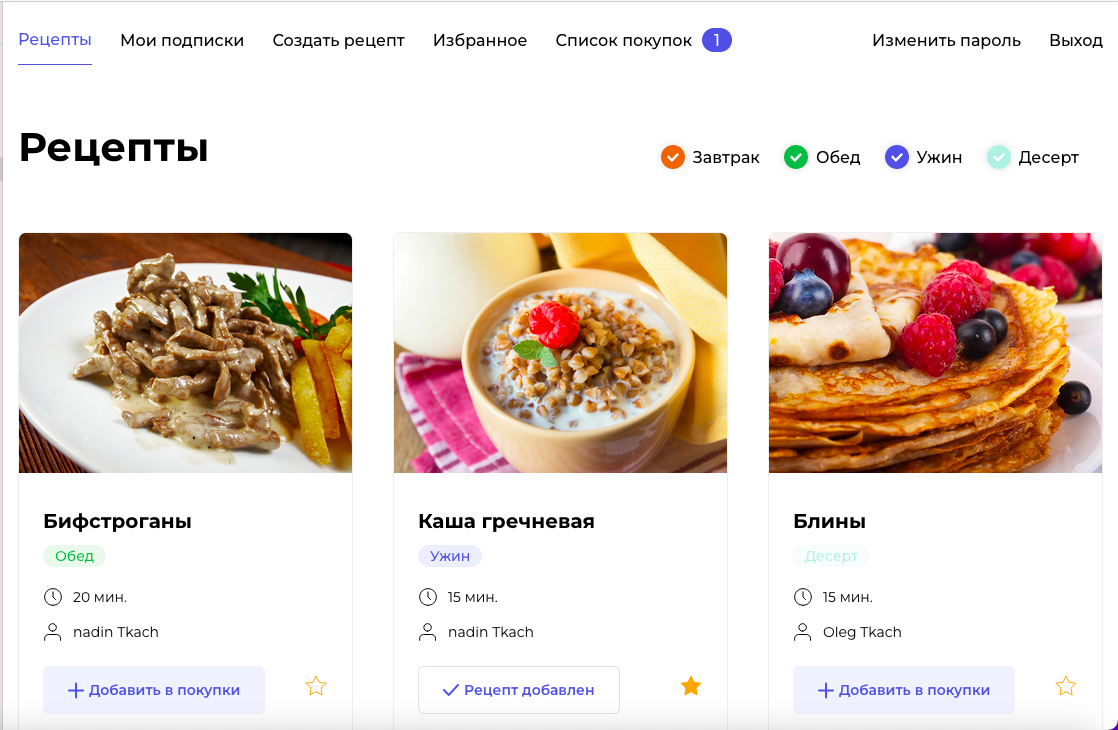 Рецепты Мои подписки Создать рецепт Избранное Список покупок 1 Изменить пароль Выход
Рецепты
Завтрак Обед Ужин Десерт
Бифстроганы
Обед
20 мин.
nadin Tkach
Добавить в покупки
Каша гречневая
Ужин
15 мин.
nadin Tkach
Рецепт добавлен
Блины
Десерт
15 мин.
Oleg Tkach
Добавить в покупки